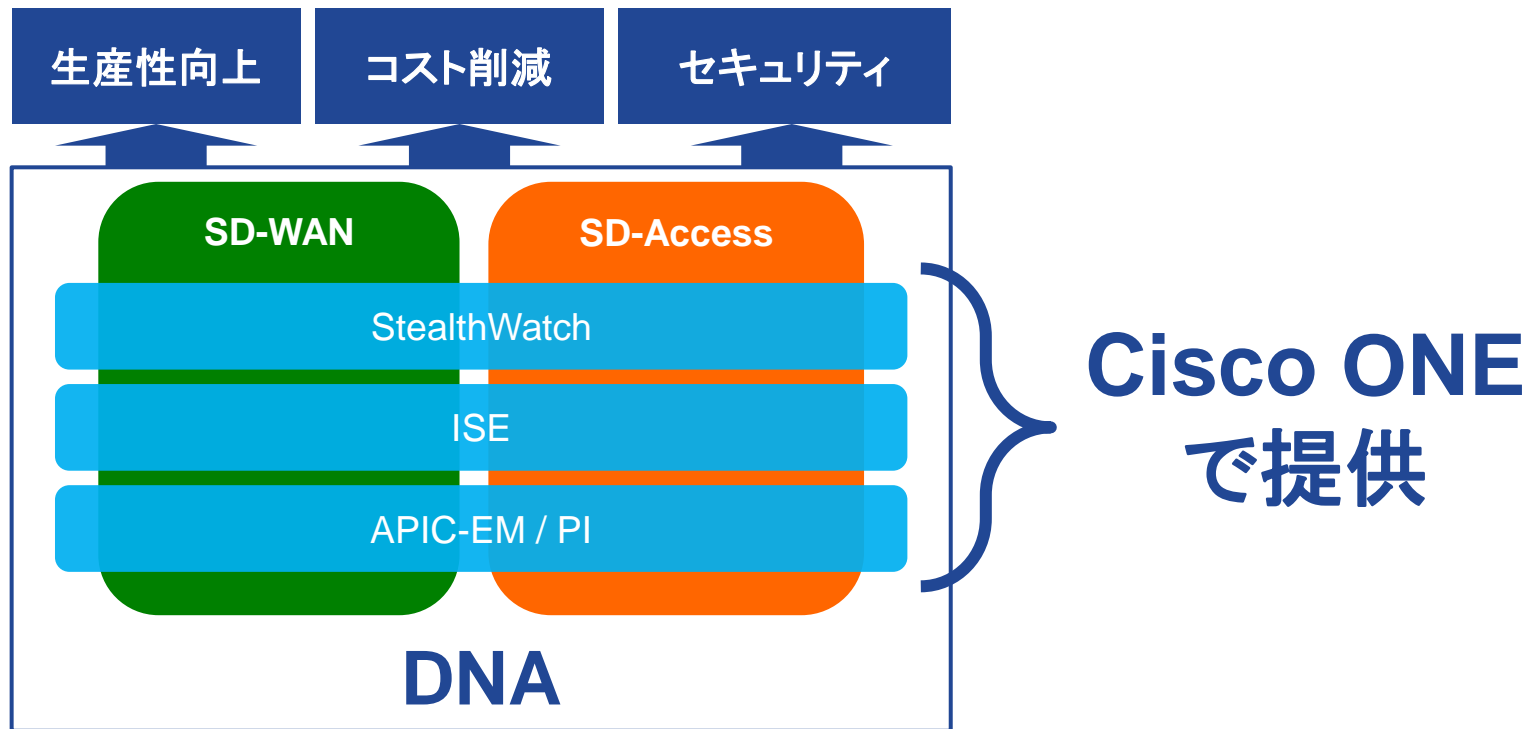 生産性向上
コスト削減
セキュリティ
SD-WAN
SD-Access
StealthWatch
ISE
APIC-EM / PI
DNA
Cisco ONE
で提供